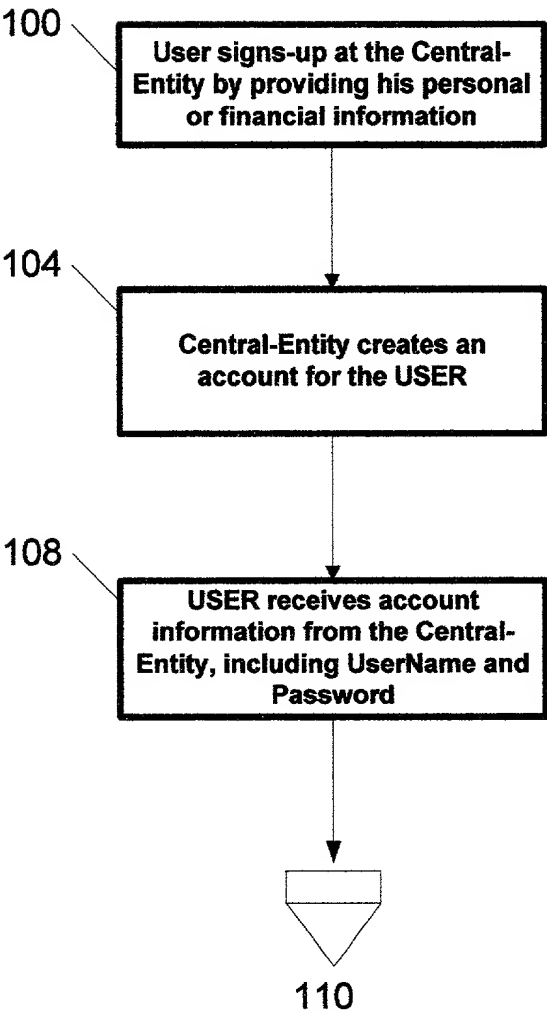 100
User signs-up at the Central-
Entity by providing his personal
or financial information
104
Central-Entity creates an
account for the USER
108
USER receives account
information from the Central-
Entity, including UserName and
Password
110